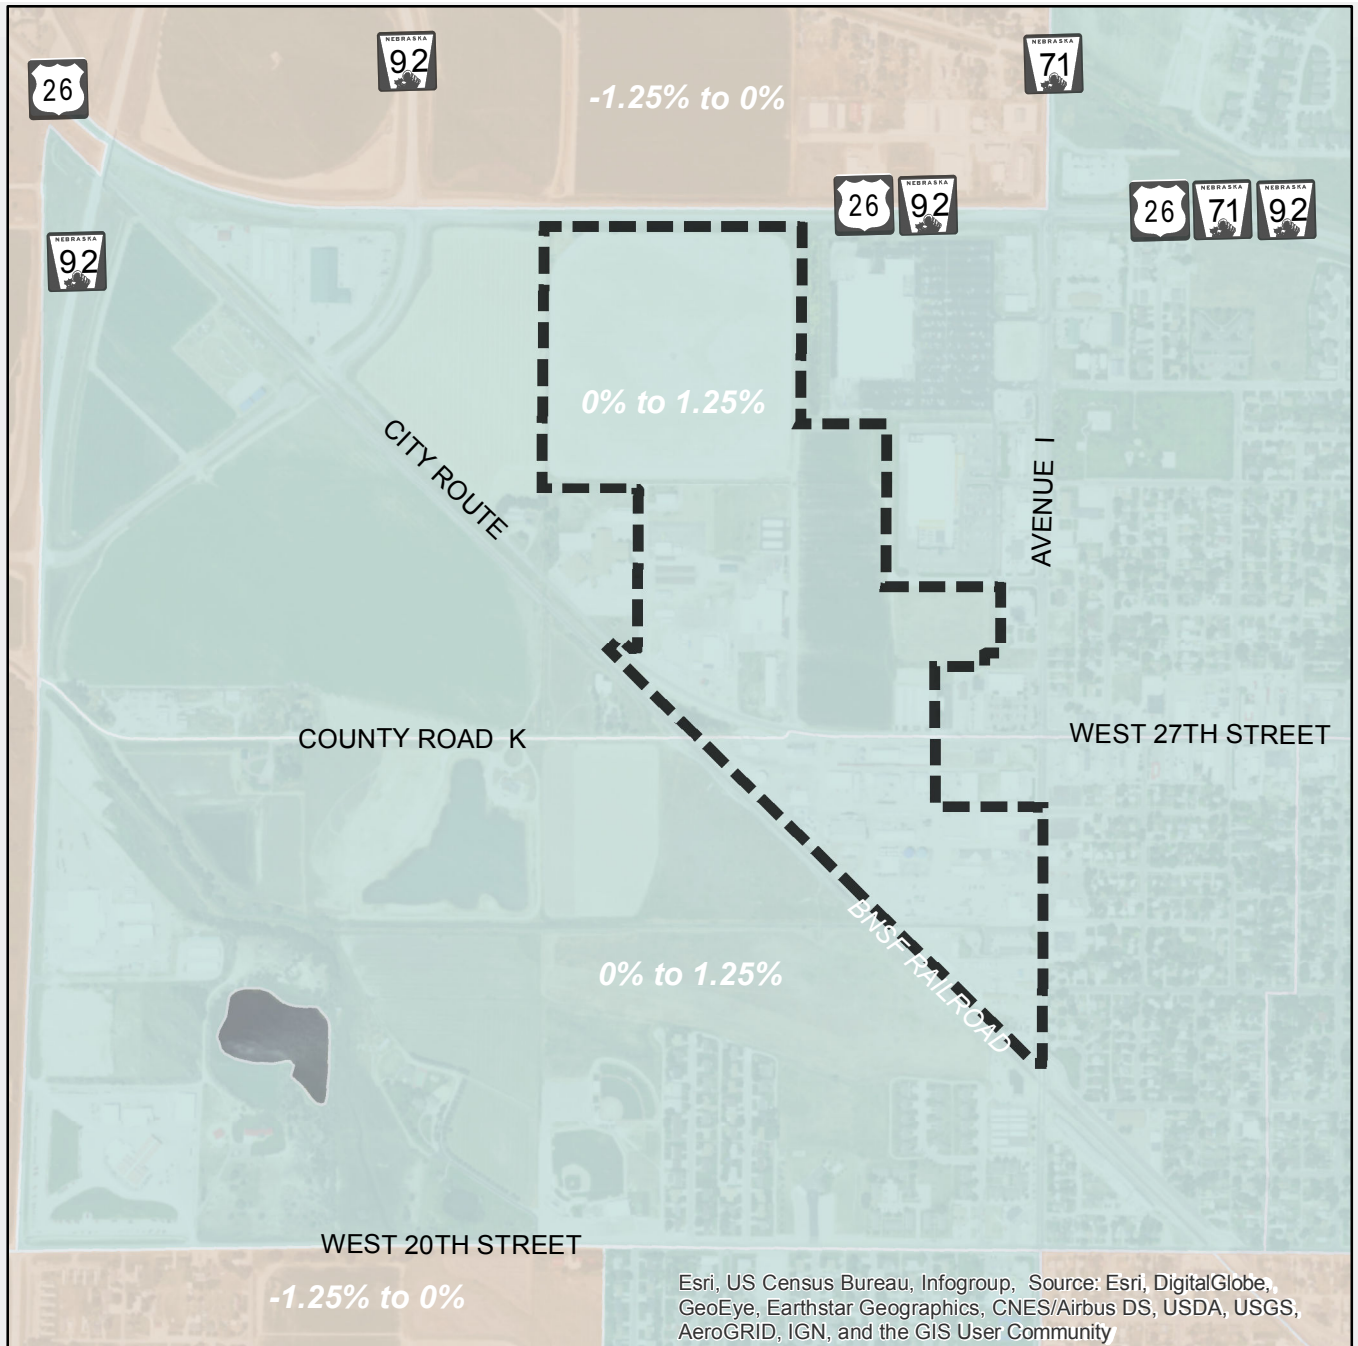 NEBRASKA
92
NEBRASKA
71
26
-1.25% to 0%
26
NEBRASKA
92
26
NEBRASKA
71
NEBRASKA
92
NEBRASKA
92
0% to 1.25%
CITY ROUTE
AVENUE I
COUNTY ROAD K
WEST 27TH STREET
BNSF RAILROAD
0% to 1.25%
WEST 20TH STREET
-1.25% to 0%
Esri, US Census Bureau, Infogroup, Source: Esri, DigitalGlobe,
GeoEye, Earthstar Geographics, CNES/Airbus DS, USDA, USGS,
AeroGRID, IGN, and the GIS User Community